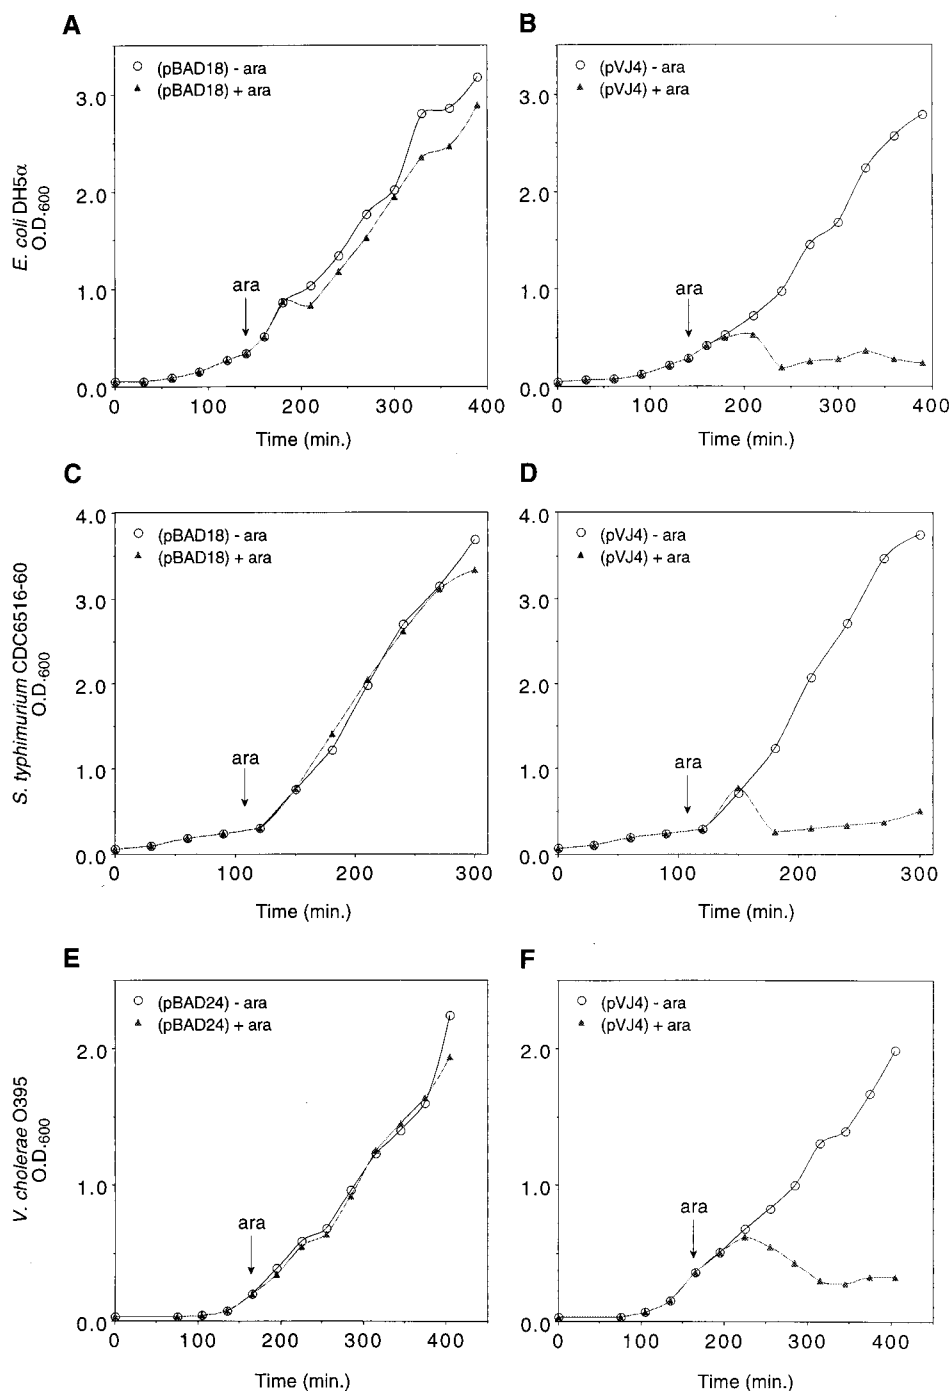 A
(pBAD18) - ara
(pBAD18) + ara
3.0
2.0
1.0
0.0
ara
0 100 200 300 400
Time (min.)
E. coli DH5α
O.D.600
B
(pVJ4) - ara
(pVJ4) + ara
3.0
2.0
1.0
0.0
ara
0 100 200 300 400
Time (min.)
C
(pBAD18) - ara
(pBAD18) + ara
4.0
3.0
2.0
1.0
0.0
ara
0 100 200 300
Time (min.)
S. typhimurium CDC6516-60
O.D.600
D
(pVJ4) - ara
(pVJ4) + ara
4.0
3.0
2.0
1.0
0.0
ara
0 100 200 300
Time (min.)
E
(pBAD24) - ara
(pBAD24) + ara
2.0
1.0
0.0
ara
0 100 200 300 400
Time (min.)
V. cholerae O395
O.D.600
F
(pVJ4) - ara
(pVJ4) + ara
2.0
1.0
0.0
ara
0 100 200 300 400
Time (min.)